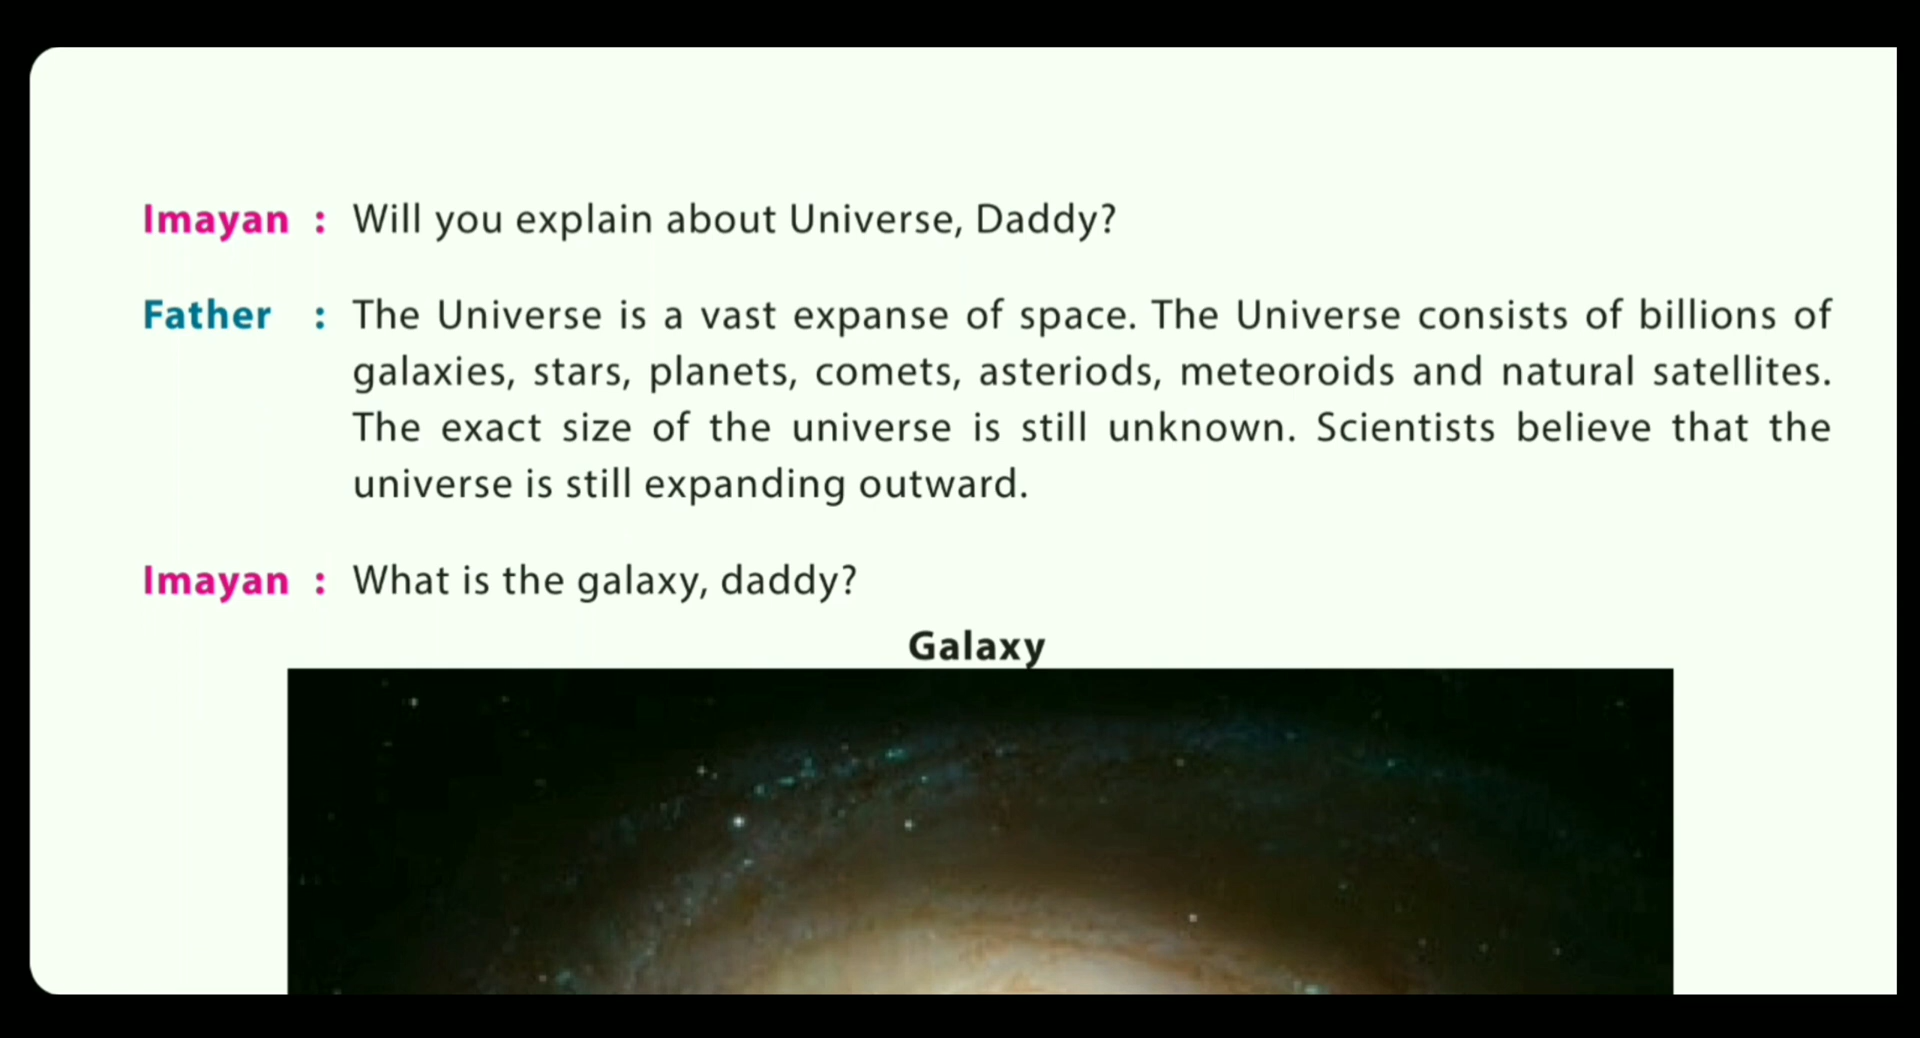 Imayan : Will you explain about Universe, Daddy?
Father : The Universe is a vast expanse of space. The Universe consists of billions of
galaxies, stars, planets, comets, asteriods, meteoroids and natural satellites.
The exact size of the universe is still unknown. Scientists believe that the
universe is still expanding outward.
Imayan : What is the galaxy, daddy?
Galaxy